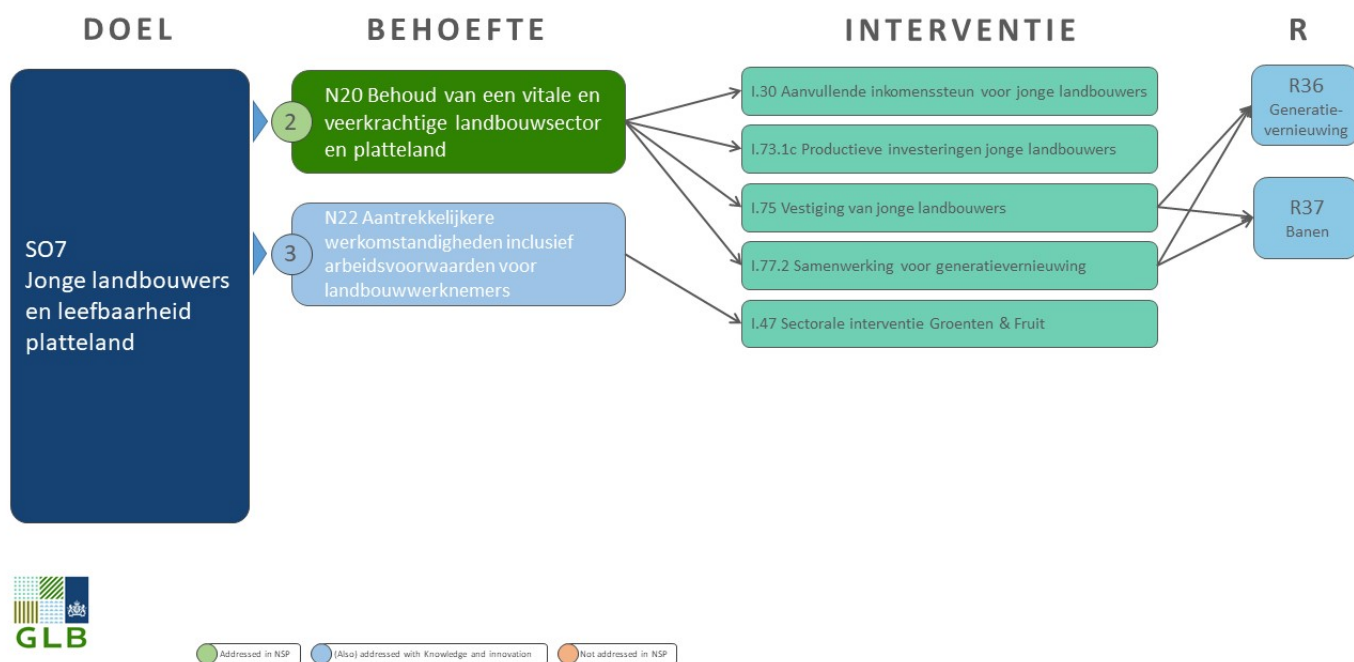 DOEL
BEHOEFTE
INTERVENTIE
R
SO7
Jonge landbouwers
en leefbaarheid
platteland
2
N20 Behoud van een vitale en
veerkrachtige landbouwsector
en platteland
3
N22 Aantrekkelijkere
werkomstandigheden inclusief
arbeidsvoorwaarden voor
landbouwwerknemers
I.30 Aanvullende inkomenssteun voor jonge landbouwers
I.73.1c Productieve investeringen jonge landbouwers
I.75 Vestiging van jonge landbouwers
I.77.2 Samenwerking voor generatievernieuwing
I.47 Sectorale interventie Groenten & Fruit
R36
Generatie-
vernieuwing
R37
Banen
GLB
Addressed in NSP
(Also) addressed with Knowledge and innovation
Not addressed in NSP